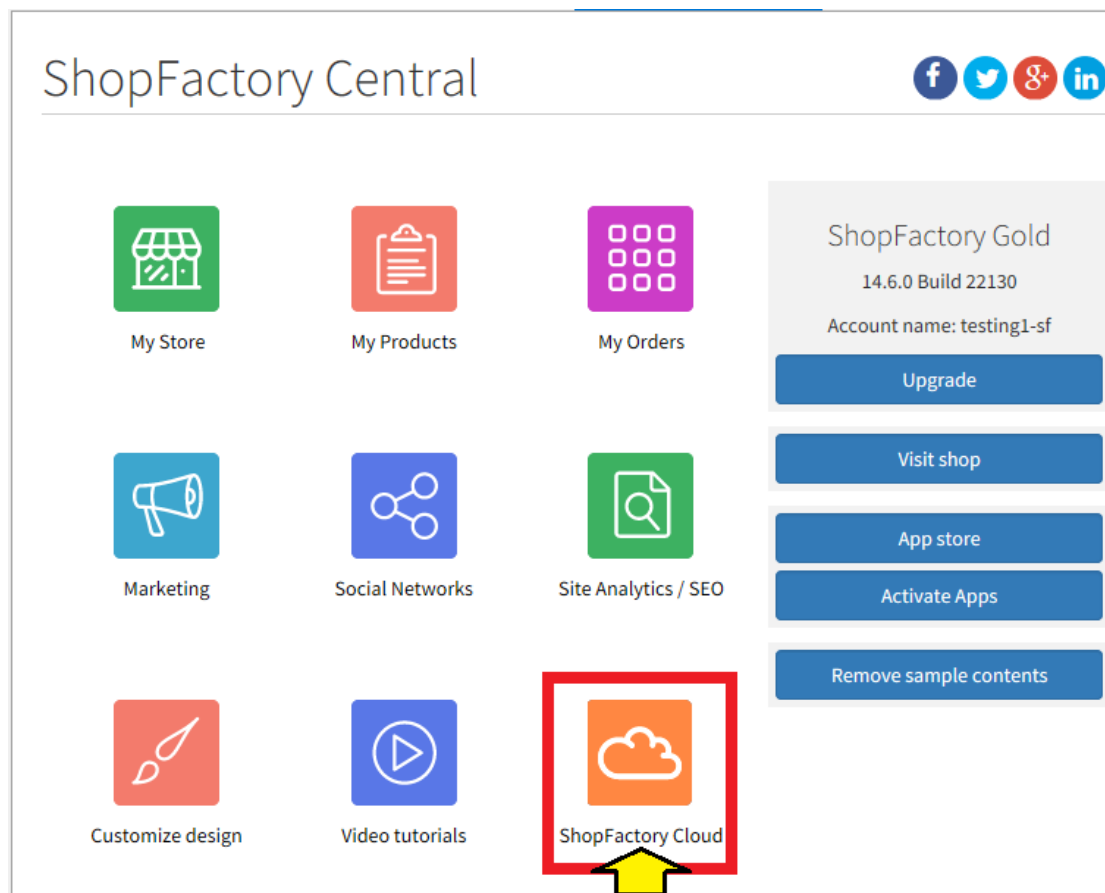 ShopFactory Central
f g+ in
My Store My Products My Orders
ShopFactory Gold
14.6.0 Build 22130
Account name: testing1-sf
Upgrade
Visit shop
Marketing Social Networks Site Analytics / SEO
App store
Activate Apps
Remove sample contents
Customize design Video tutorials ShopFactory Cloud